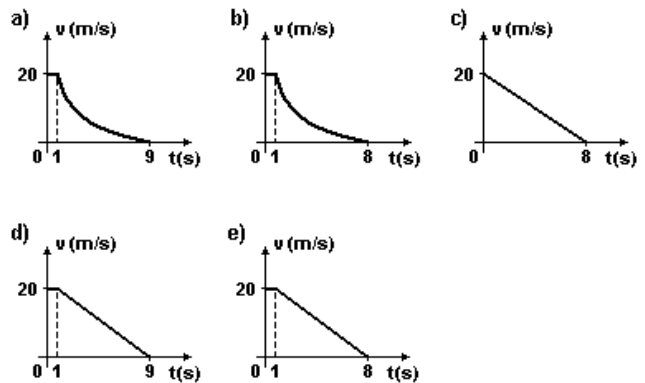 a) v (m/s)
20
0 1 9 t(s)
b) v (m/s)
20
0 1 8 t(s)
c) v (m/s)
20
0 8 t(s)
d) v (m/s)
20
0 1 9 t(s)
e) v (m/s)
20
0 1 8 t(s)